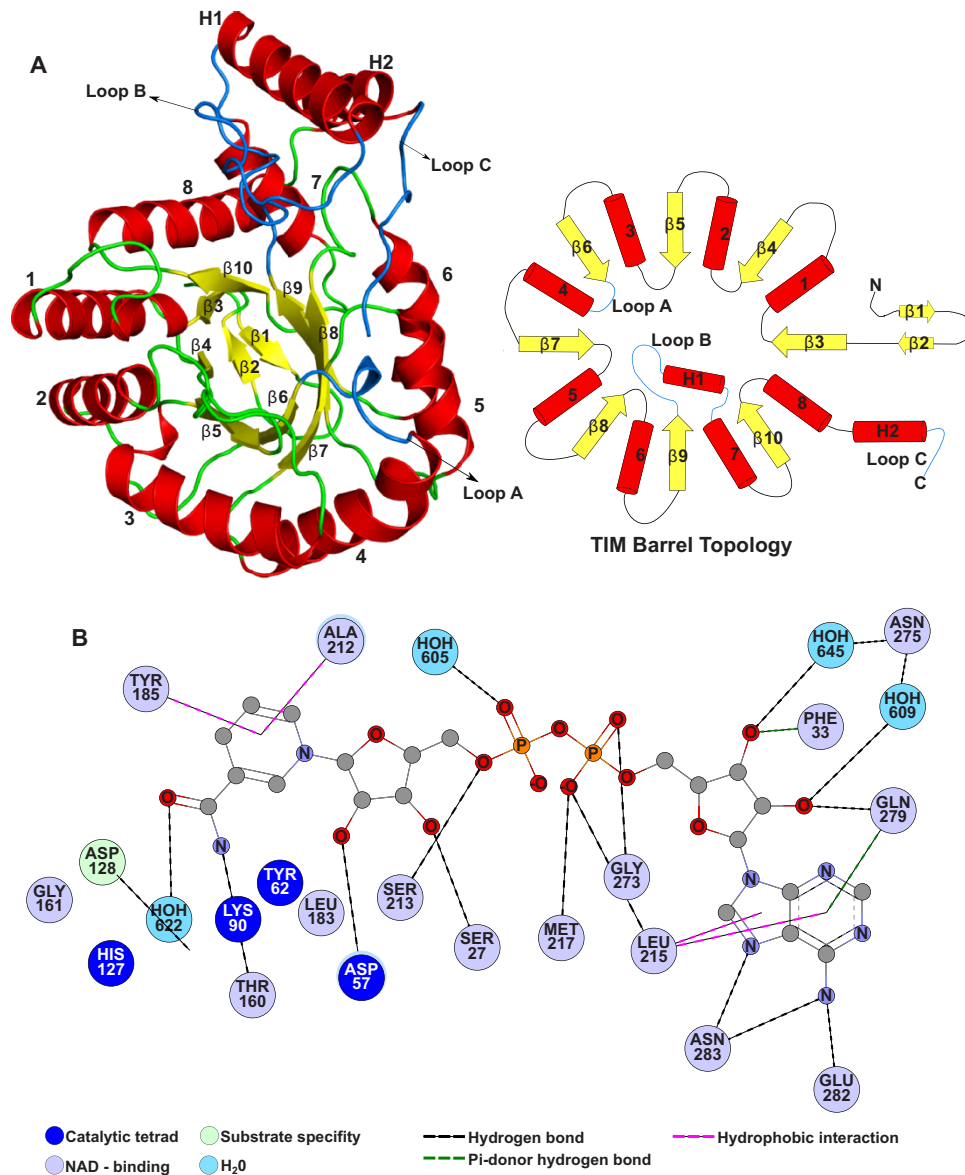 A
H1
H2
Loop B
Loop C
8
7
1
6
β10
β9
β3
β1
β8
β4
β2
2
β6
5
β5
β7
Loop A
3
4
β5
3
2
β6
β4
4
1
N
Loop A
β1
Loop B
β7
β3
β2
H1
5
8
β8
β10
H2
6
β9
7
Loop C
C
TIM Barrel Topology
B
ALA
212
HOH
605
HOH
645
ASN
275
TYR
185
HOH
609
PHE
33
O
O
O
P
O
P
O
N
O
O
-O
-O
O
O
O
O
O
O
GLN
279
N
ASP
128
TYR
62
GLY
273
GLY
161
LEU
183
SER
213
N
N
HOH
622
LYS
90
MET
217
LEU
215
N
N
HIS
127
SER
27
THR
160
ASP
57
N
ASN
283
GLU
282
Catalytic tetrad
Substrate specifity
Hydrogen bond
Hydrophobic interaction
NAD - binding
H₂0
Pi-donor hydrogen bond